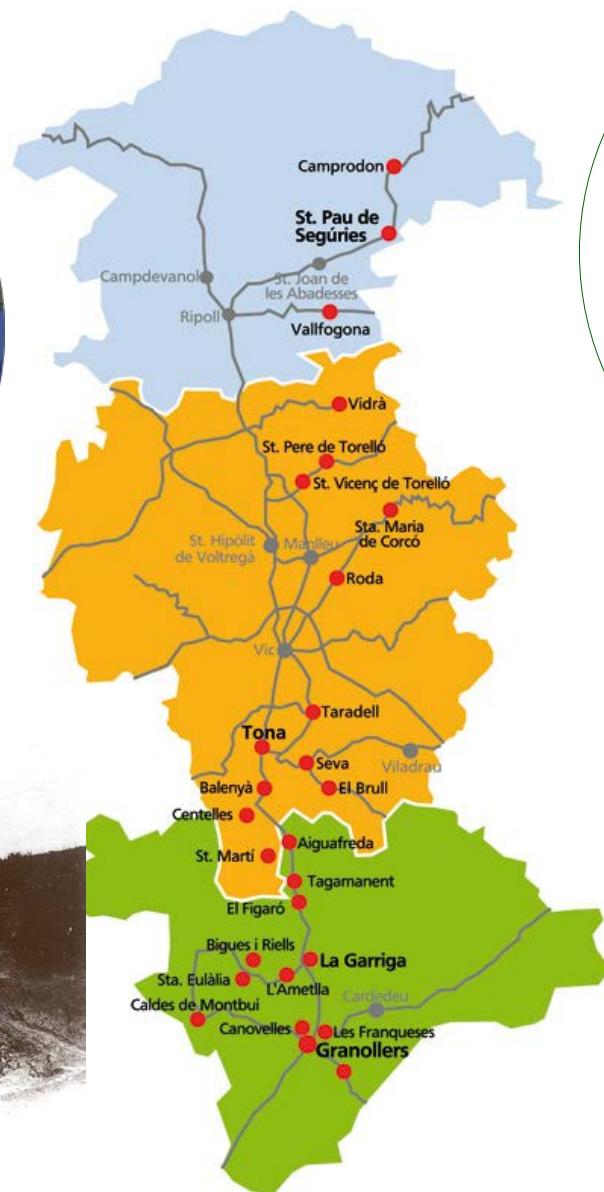 Camprodon
St. Pau de
Segúries
Campdevanol
St. Joan de
les Abadesses
Ripoll
Vallfogona
Vidrà
St. Pere de Torelló
St. Vicenç de Torelló
Sta. Maria
de Corcó
St. Hipòlit
de Voltregà
Manlleu
Roda
Vic
Taradell
Tona
Seva
Viladrau
Balenyà
El Brull
Centelles
Aiguafreda
St. Martí
Tagamanent
El Figaró
Bigues i Riells
La Garriga
Sta. Eulàlia
L'Ametlla
Caldes de Montbui
Cardedeu
Canovelles
Les Franqueses
Granollers